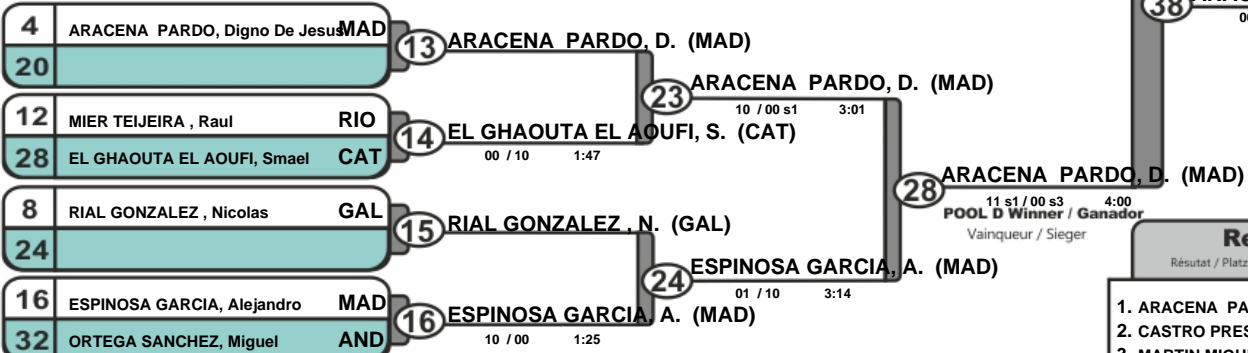 4 ARACENA PARDO, Digno De Jesus MAD
20
13 ARACENA PARDO, D. (MAD)
12 MIER TEIJEIRA , Raul RIO
28 EL GHAOUTA EL AOUFI, Smael CAT
14 EL GHAOUTA EL AOUFI, S. (CAT)
00 / 10 1:47
23 ARACENA PARDO, D. (MAD)
10 / 00 s1 3:01
8 RIAL GONZALEZ , Nicolas GAL
24
15 RIAL GONZALEZ , N. (GAL)
16 ESPINOSA GARCIA, Alejandro MAD
32 ORTEGA SANCHEZ, Miguel AND
16 ESPINOSA GARCIA, A. (MAD)
10 / 00 1:25
24 ESPINOSA GARCIA, A. (MAD)
01 / 10 3:14
28 ARACENA PARDO, D. (MAD)
11 s1 / 00 s3 4:00
POOL D Winner / Ganador
Vainqueur / Sieger
38
Résutat / Platz
1. ARACENA PA
2. CASTRO PRES